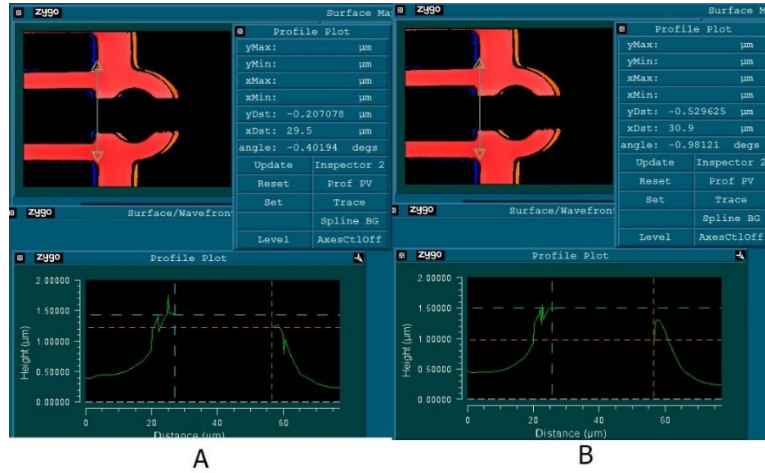 zygo Surface Ma
Profile Plot
yMax: µm
yMin: µm
xMax: µm
xMin: µm
yDst: -0.207078 µm
xDst: 29.5 µm
angle: -0.40194 degs
Update Inspector 2
Reset Prof PV
Set Trace
Spline BG
Level AxesCtlOff
zygo Surface/Wavefron
zygo Profile Plot
2.00000
1.50000
1.00000
0.50000
0.00000
Height (µm)
0 20 40 60
Distance (µm)
A
zygo Surface M
Profile Plot
yMax: µm
yMin: µm
xMax: µm
xMin: µm
yDst: -0.529625 µm
xDst: 30.9 µm
angle: -0.98121 degs
Update Inspector 2
Reset Prof PV
Set Trace
Spline BG
Level AxesCtlOff
zygo Surface/Wavefron
zygo Profile Plot
2.00000
1.50000
1.00000
0.50000
0.00000
Height (µm)
0 20 40 60
Distance (µm)
B